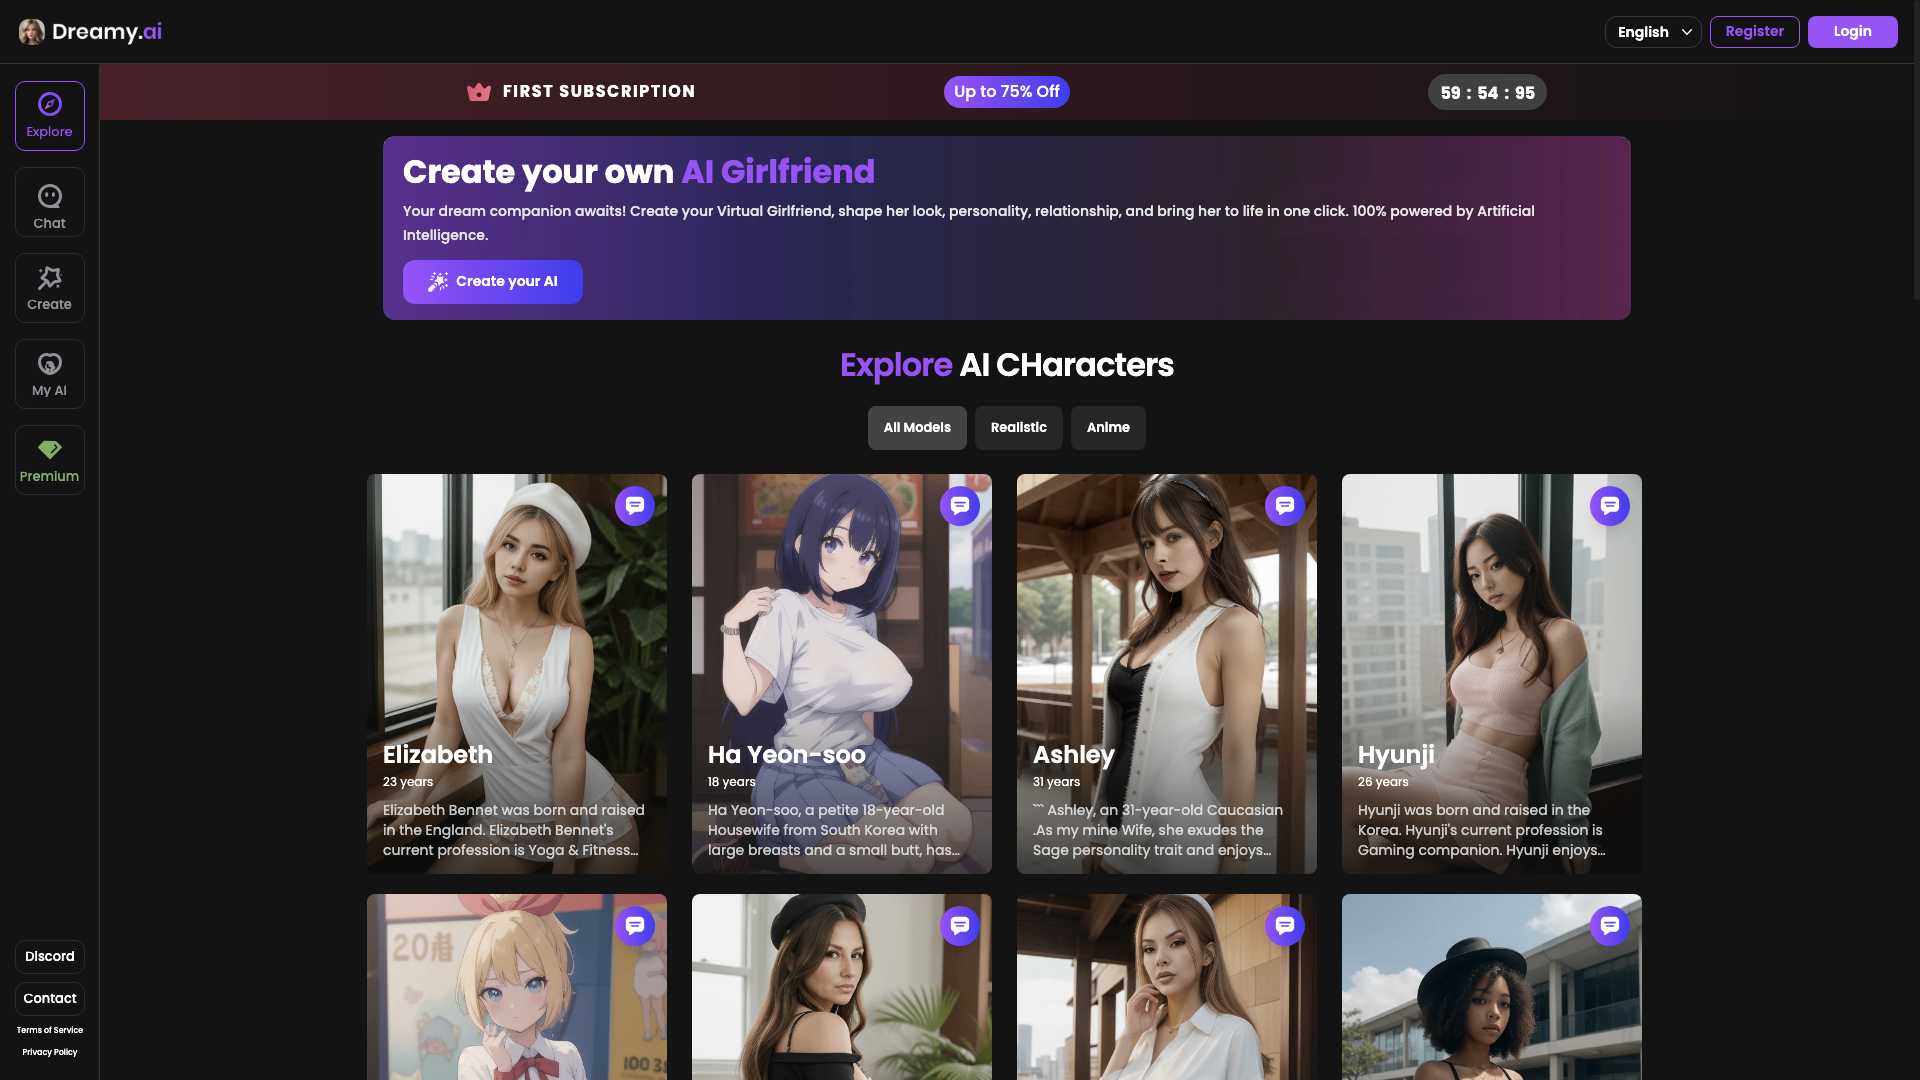 Dreamy.ai
English
Register
Login
FIRST SUBSCRIPTION
Up to 75% Off
59 : 54 : 95
Explore
Chat
Create
My AI
Premium
Create your own AI Girlfriend
Your dream companion awaits! Create your Virtual Girlfriend, shape her look, personality, relationship, and bring her to life in one click. 100% powered by Artificial
Intelligence.
Create your AI
Explore AI CHaracters
All Models
Realistic
Anime
Elizabeth
23 years
Elizabeth Bennet was born and raised
in the England. Elizabeth Bennet's
current profession is Yoga & Fitness...
Ha Yeon-soo
18 years
Ha Yeon-soo, a petite 18-year-old
Housewife from South Korea with
large breasts and a small butt, has...
Ashley
31 years
``` Ashley, an 31-year-old Caucasian
.As my mine Wife, she exudes the
Sage personality trait and enjoys...
Hyunji
26 years
Hyunji was born and raised in the
Korea. Hyunji's current profession is
Gaming companion. Hyunji enjoys...
Discord
Contact
Terms of Service
Privacy Policy